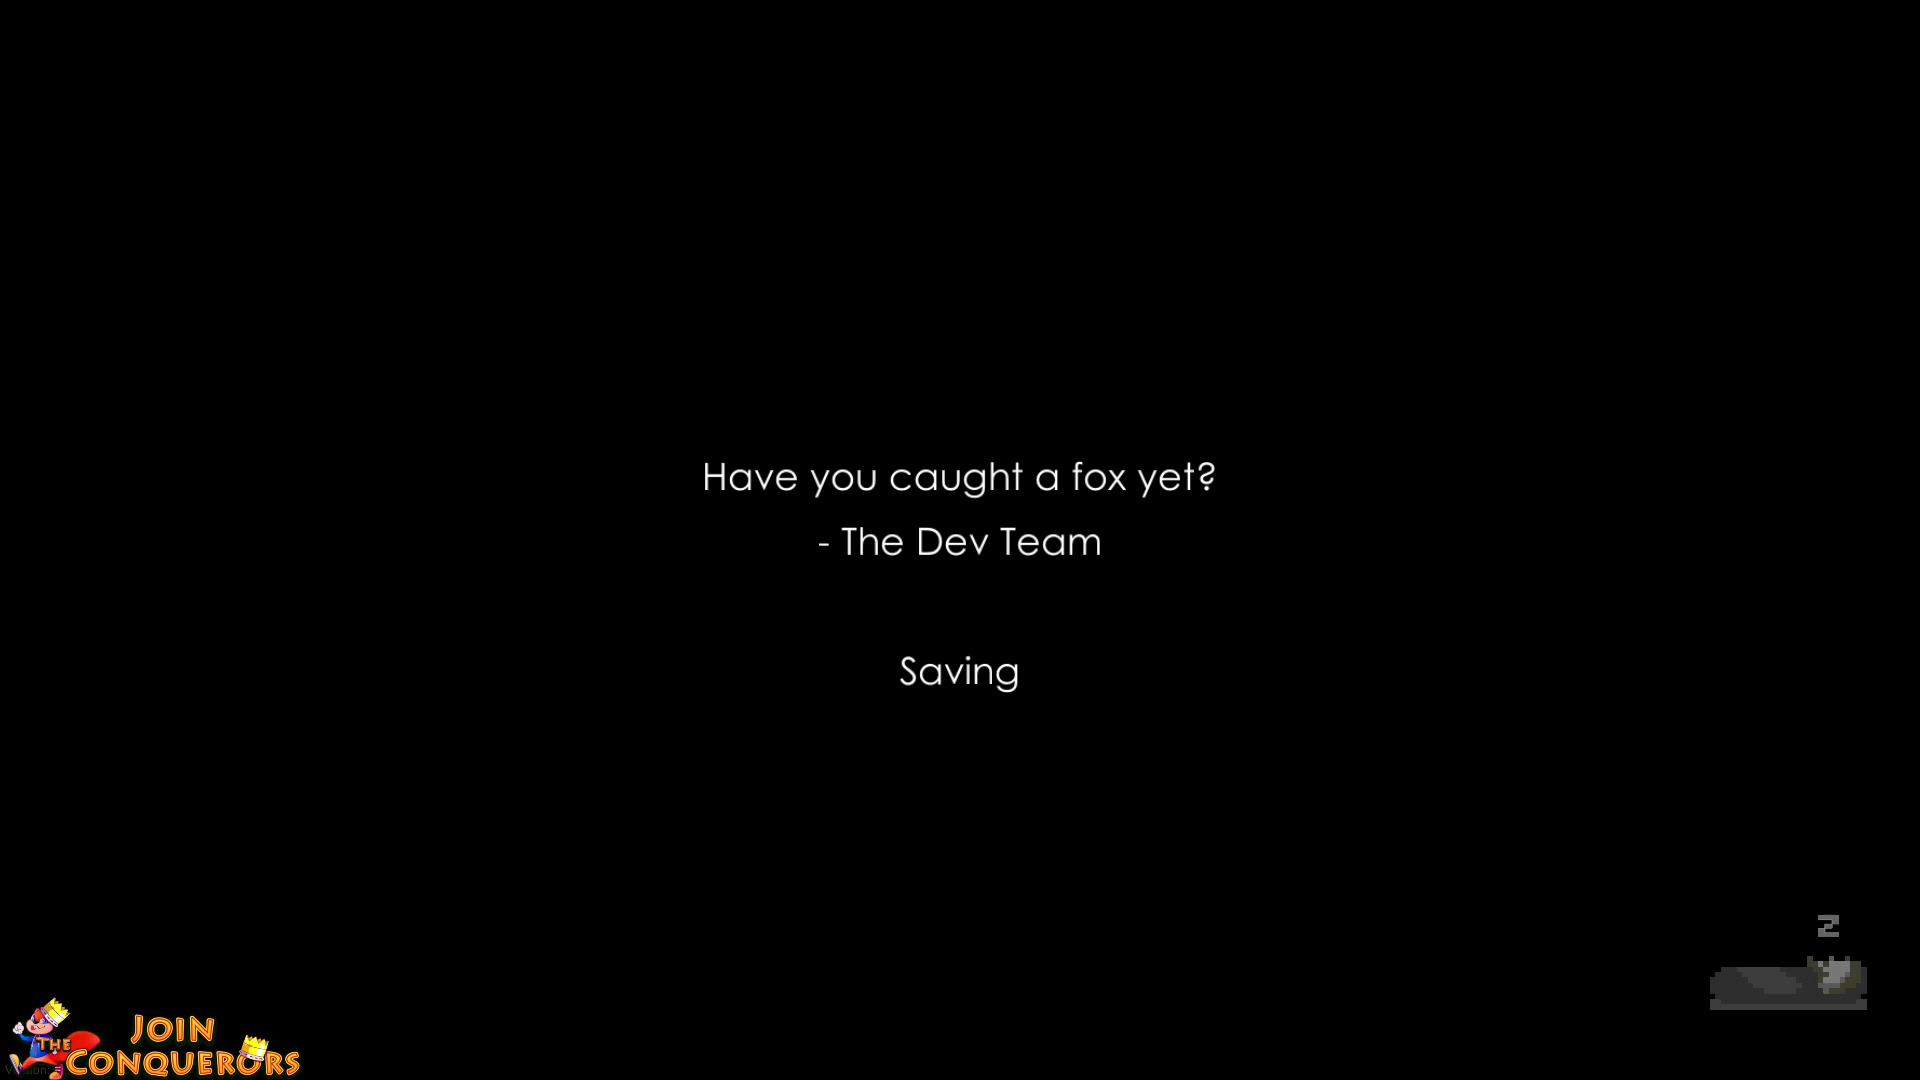 Have you caught a fox yet?
- The Dev Team
Saving
Z
JOIN
THE
CONQUERORS